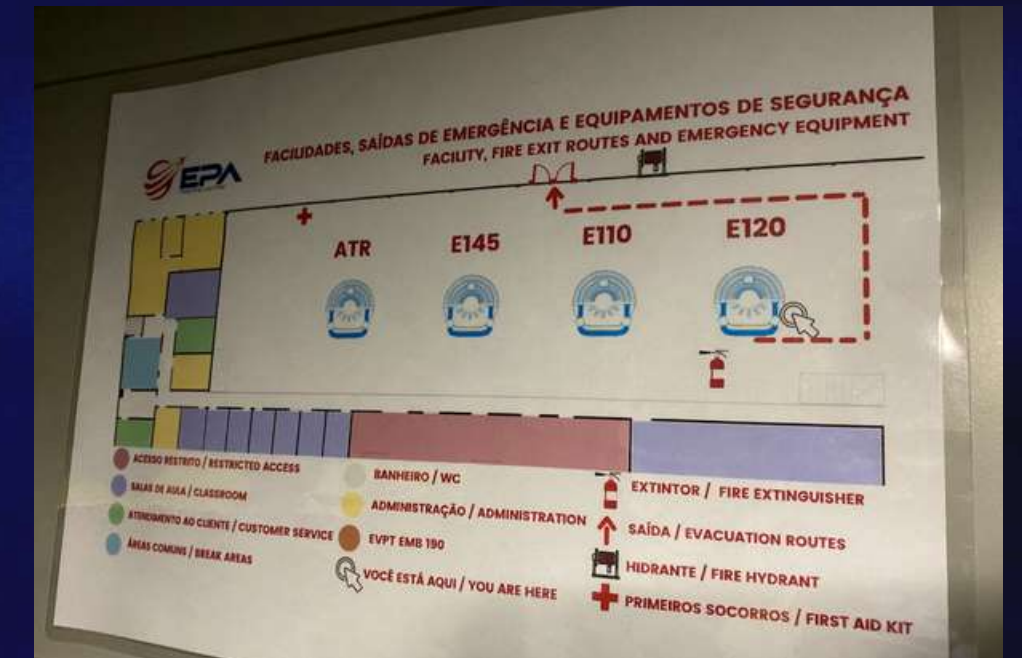 FACILIDADES, SAÍDAS DE EMERGÊNCIA E EQUIPAMENTOS DE SEGURANÇA
FACILITY, FIRE EXIT ROUTES AND EMERGENCY EQUIPMENT
EPA
ATR
E145
E110
E120
ACESSO RESTRITO / RESTRICTED ACCESS
SALAS DE AULA / CLASSROOM
ATENDIMENTO AO CLIENTE / CUSTOMER SERVICE
ÁREAS COMUNS / BREAK AREAS
BANHEIRO / WC
ADMINISTRAÇÃO / ADMINISTRATION
EVPT EMB 190
VOCÊ ESTÁ AQUI / YOU ARE HERE
EXTINTOR / FIRE EXTINGUISHER
SAÍDA / EVACUATION ROUTES
HIDRANTE / FIRE HYDRANT
PRIMEIROS SOCORROS / FIRST AID KIT